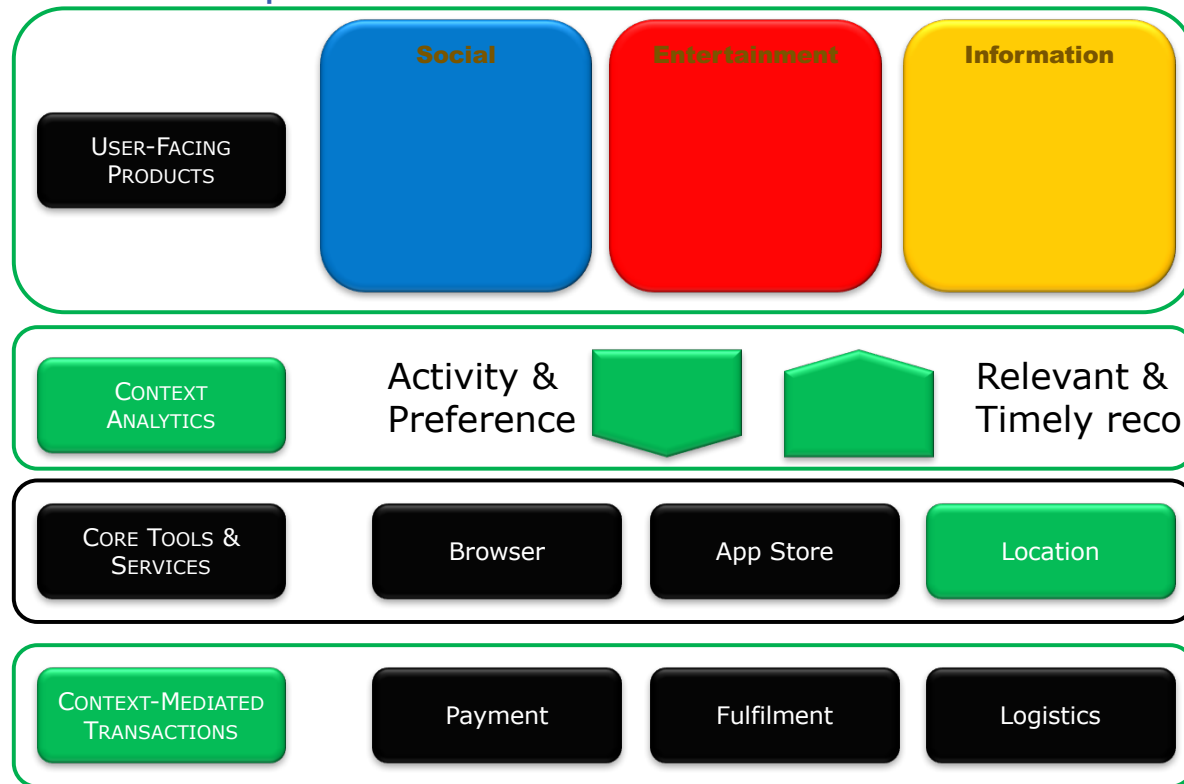 Social
Entertainment
Information
USER-FACING
PRODUCTS
CONTEXT
ANALYTICS
Activity &
Preference
Relevant &
Timely reco
CORE TOOLS &
SERVICES
Browser
App Store
Location
CONTEXT-MEDIATED
TRANSACTIONS
Payment
Fulfilment
Logistics